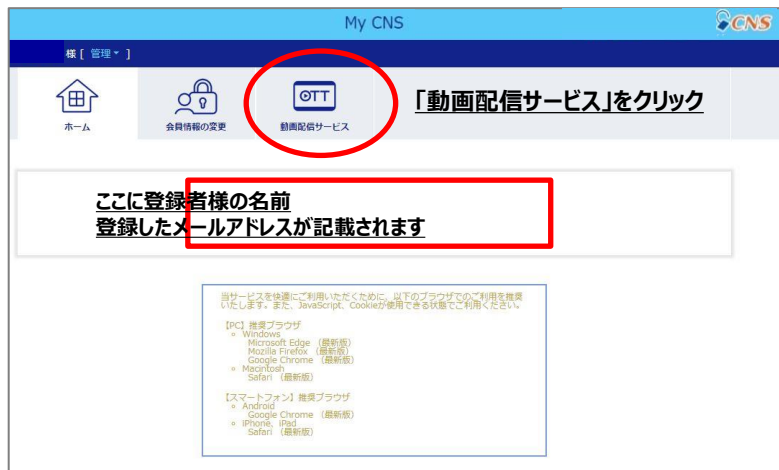 My CNS
CNS
様 [ 管理 ]
OTT
ホーム
会員情報の変更
動画配信サービス
「動画配信サービス」をクリック
ここに登録者様の名前
登録したメールアドレスが記載されます
当サービスを快適にご利用いただくために、以下のブラウザでのご利用を推奨
いたします。また、JavaScript、Cookieが使用できる状態でご利用ください。
【PC】推奨ブラウザ
Windows
Microsoft Edge （最新版）
Mozilla Firefox （最新版）
Google Chrome （最新版）
Macintosh
Safari （最新版）
【スマートフォン】推奨ブラウザ
Android
Google Chrome （最新版）
iPhone、iPad
Safari （最新版）